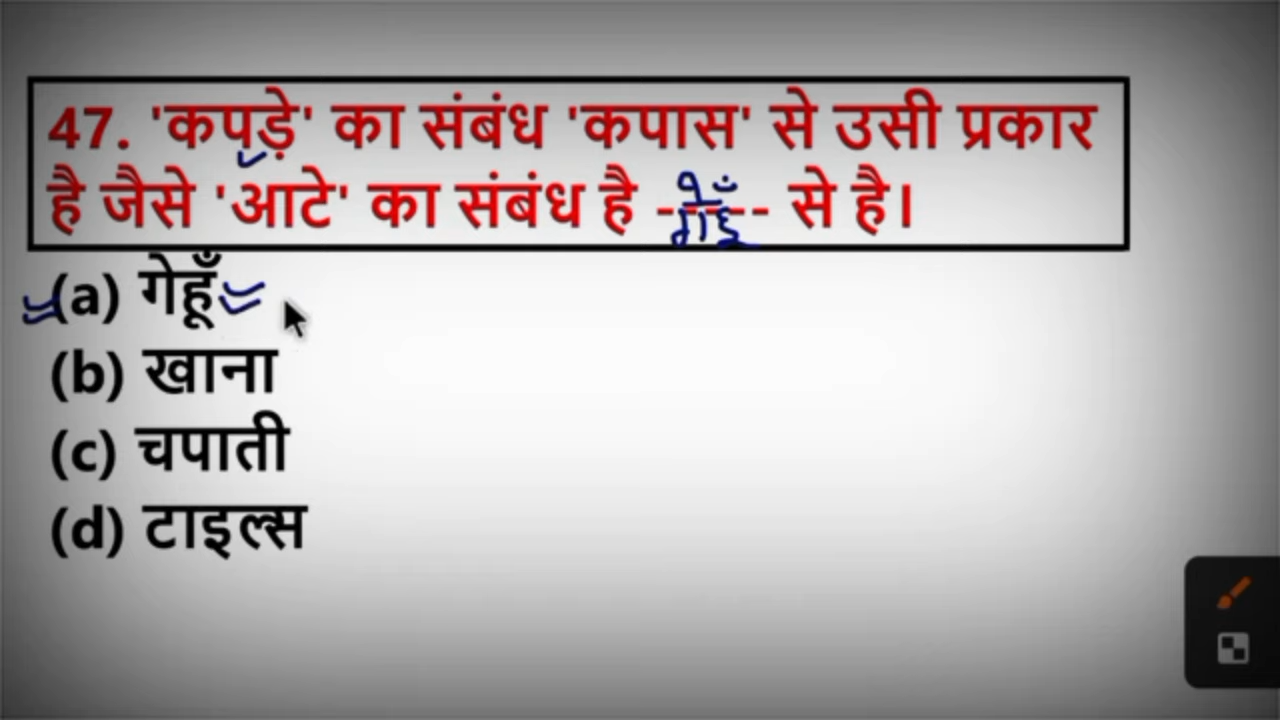 47. 'कपड़े' का संबंध 'कपास' से उसी प्रकार
है जैसे 'आटे' का संबंध है ----- से है।
(a) गेहूँ
(b) खाना
(c) चपाती
(d) टाइल्स